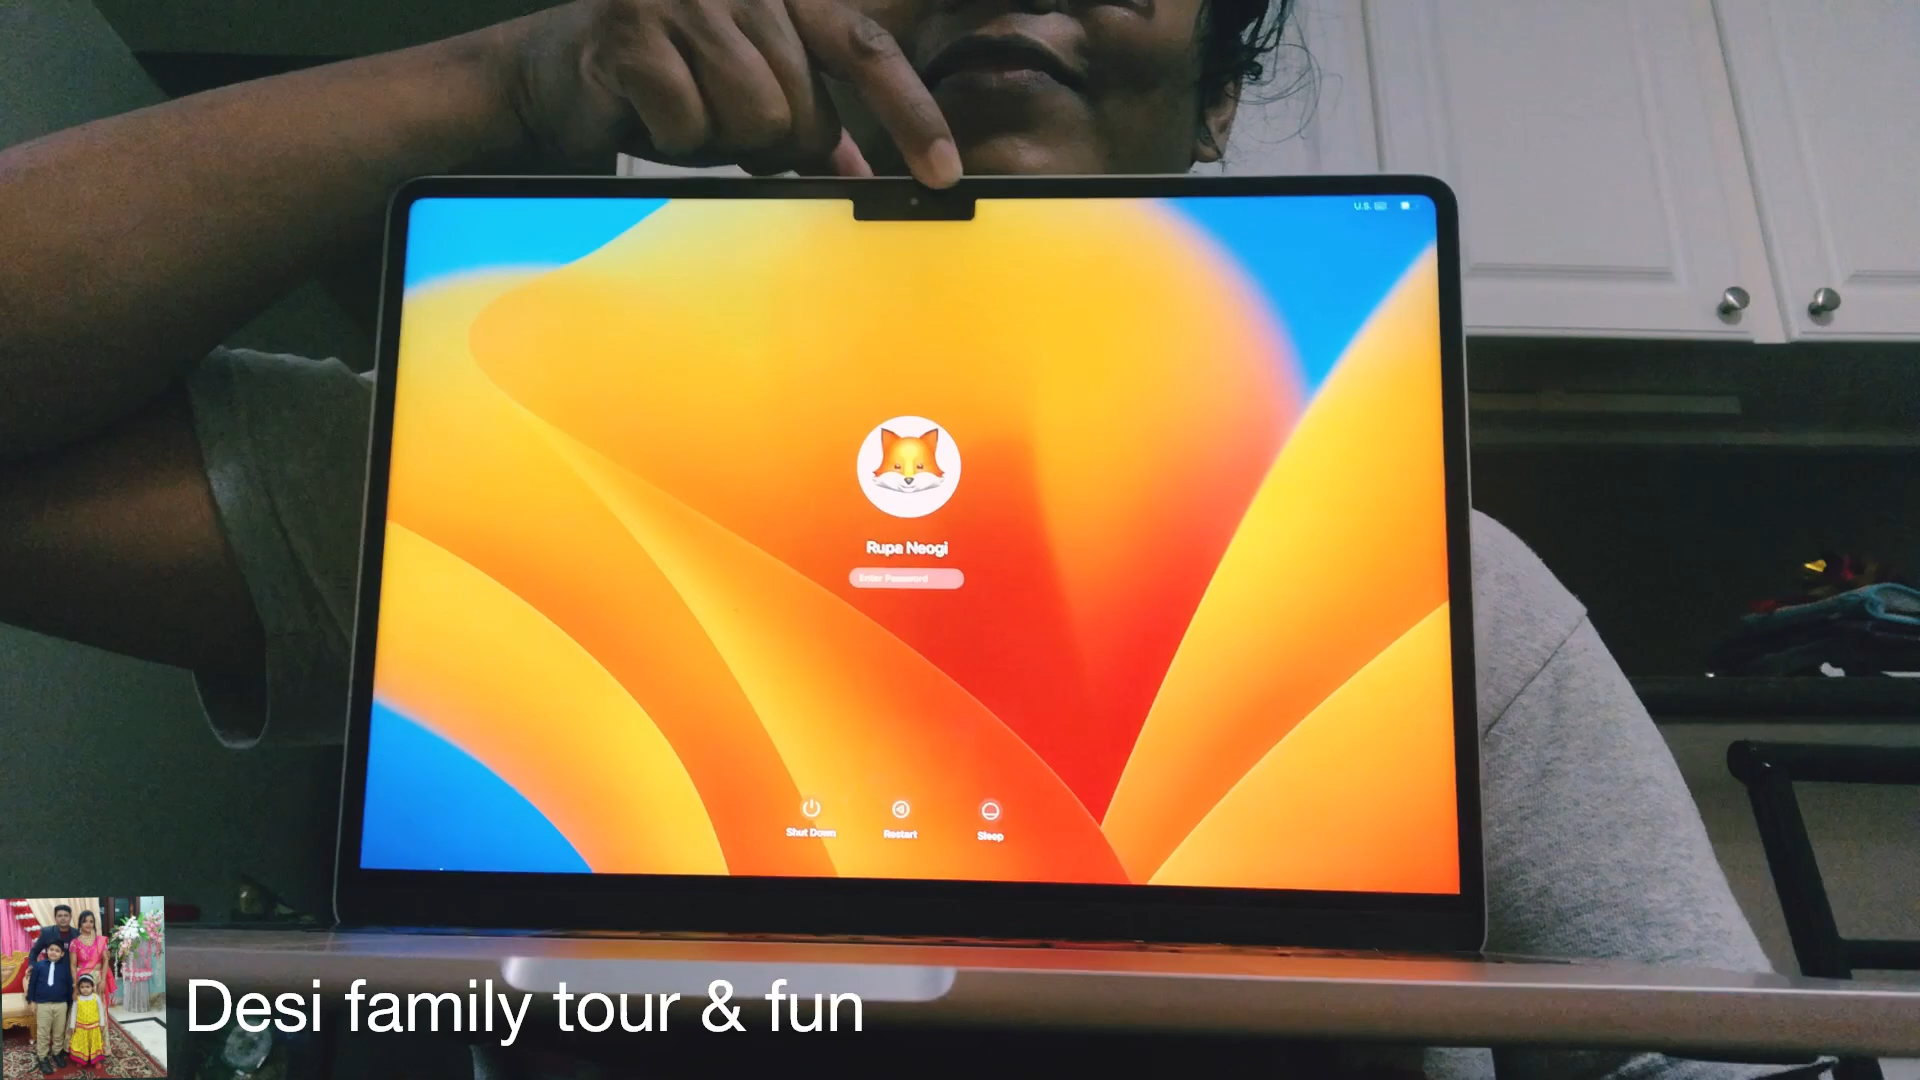 U.S.
Rupa Neogi
Enter Password
Shut Down
Restart
Sleep
Desi family tour & fun